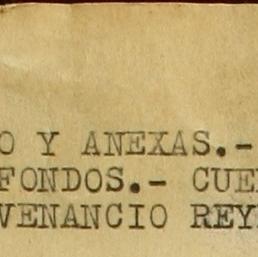 O Y ANEXAS.-
FONDOS.- CUE
VENANCIO REY